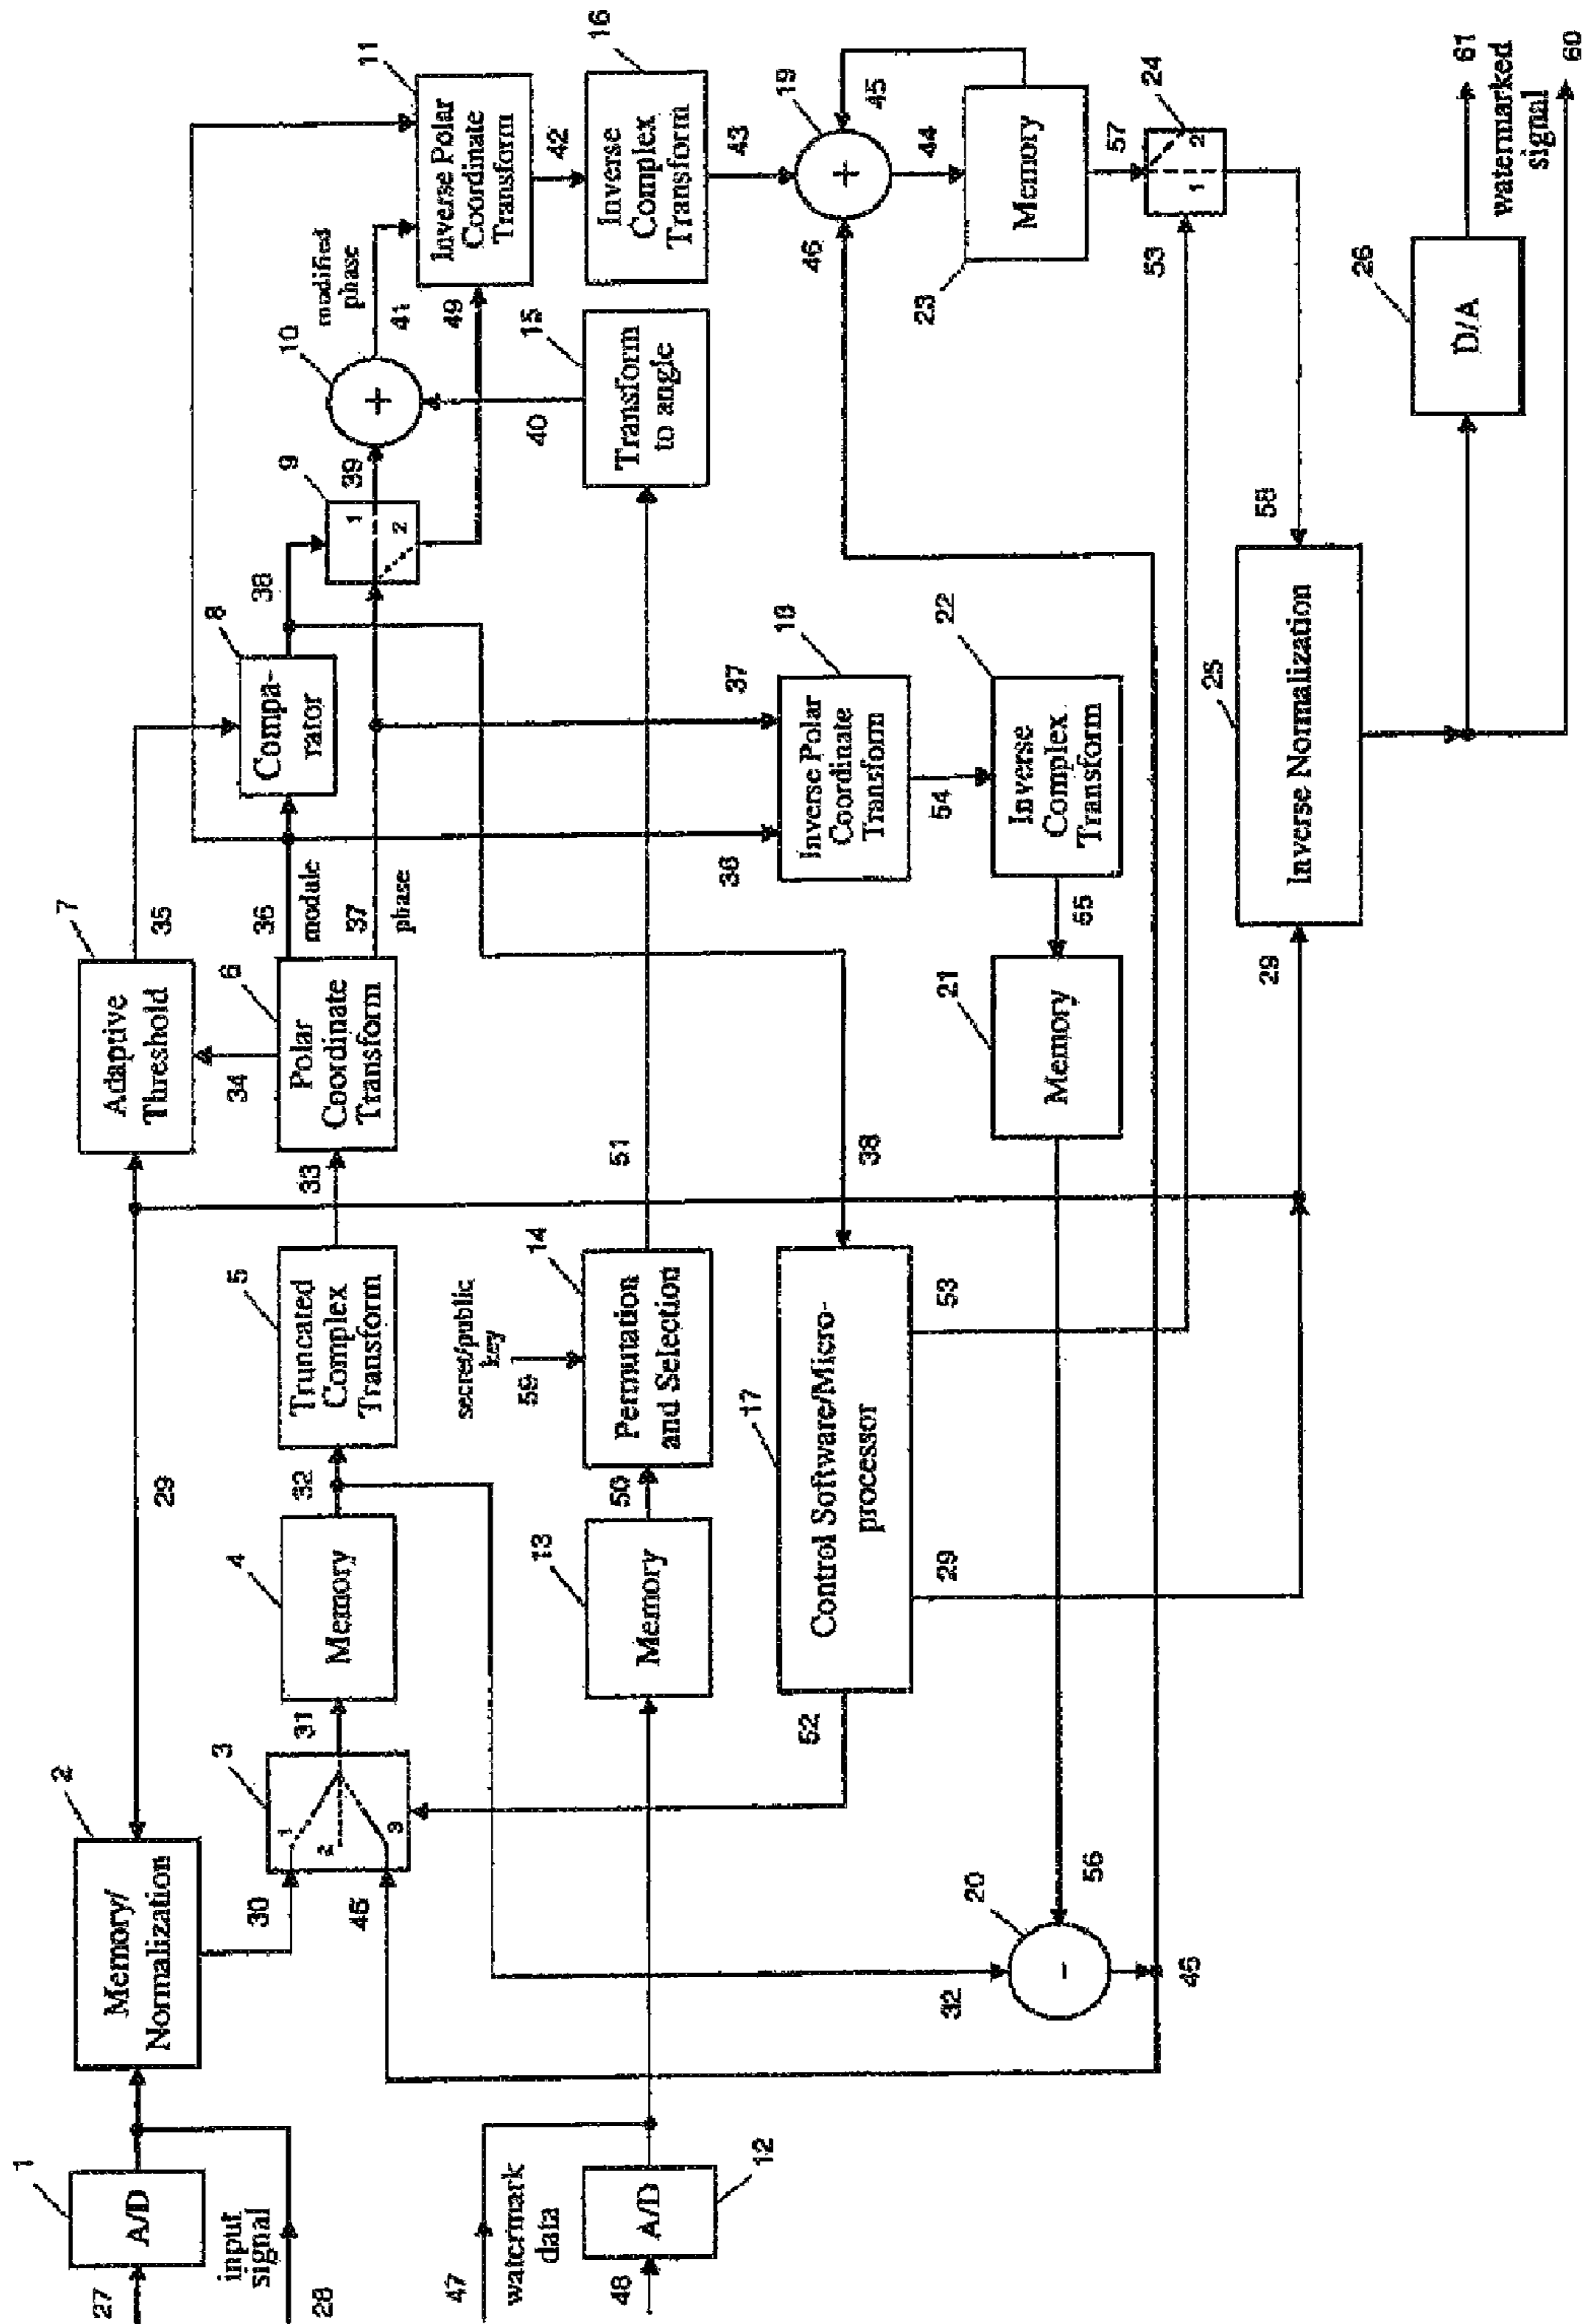 1
A/D
27
input
signal
28
2
Memory/
Normalization
29
30
3
1
2
3
45
31
4
Memory
32
5
Truncated
Complex
Transform
33
6
Polar
Coordinate
Transform
34
7
Adaptive
Threshold
35
36
module
37
phase
8
Compa-
rator
38
9
1
2
39
10
+
modified
phase
41
40
49
11
Inverse Polar
Coordinate
Transform
42
16
Inverse
Complex
Transform
43
47
watermark
data
48
12
A/D
13
Memory
50
secret/public
key
59
14
Permutation
and Selection
51
15
Transform
to angle
17
Control Software/Micro-
processor
52
29
53
38
36
37
18
Inverse Polar
Coordinate
Transform
54
22
Inverse
Complex
Transform
55
21
Memory
56
20
-
32
45
46
19
+
45
44
23
Memory
57
24
1
2
53
58
25
Inverse Normalization
29
26
D/A
61
watermarked
signal
60